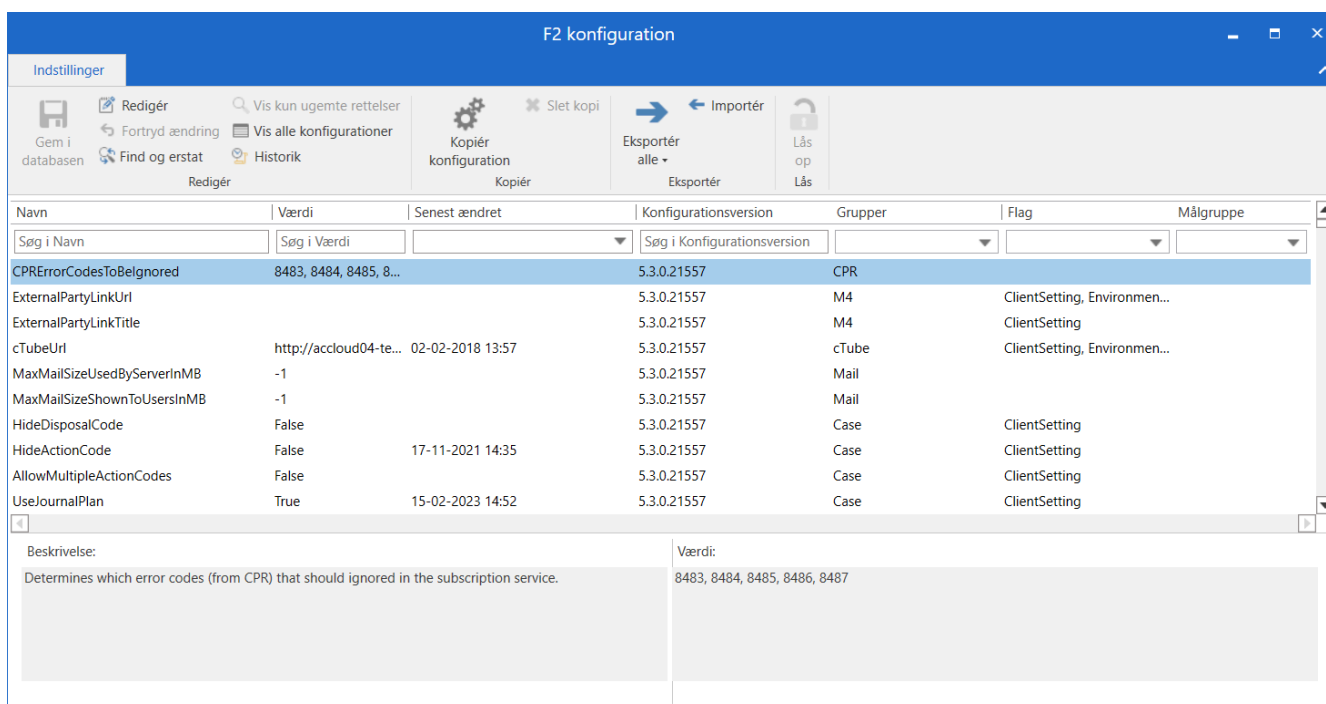 F2 konfiguration
Indstillinger
Gem i
databasen
Redigér
Fortryd ændring
Find og erstat
Vis kun ugemte rettelser
Vis alle konfigurationer
Historik
Redigér
Kopiér
konfiguration
Slet kopi
Kopiér
Eksportér
alle
Importér
Eksportér
Lås
op
Lås
Navn Værdi Senest ændret Konfigurationsversion Grupper Flag Målgruppe
Søg i Navn Søg i Værdi Søg i Konfigurationsversion
CPRErrorCodesToBeIgnored 8483, 8484, 8485, 8... 5.3.0.21557 CPR
ExternalPartyLinkUrl 5.3.0.21557 M4 ClientSetting, Environmen...
ExternalPartyLinkTitle 5.3.0.21557 M4 ClientSetting
cTubeUrl http://accloud04-te... 02-02-2018 13:57 5.3.0.21557 cTube ClientSetting, Environmen...
MaxMailSizeUsedByServerInMB -1 5.3.0.21557 Mail
MaxMailSizeShownToUsersInMB -1 5.3.0.21557 Mail
HideDisposalCode False 5.3.0.21557 Case ClientSetting
HideActionCode False 17-11-2021 14:35 5.3.0.21557 Case ClientSetting
AllowMultipleActionCodes False 5.3.0.21557 Case ClientSetting
UseJournalPlan True 15-02-2023 14:52 5.3.0.21557 Case ClientSetting
Beskrivelse: Værdi:
Determines which error codes (from CPR) that should ignored in the subscription service. 8483, 8484, 8485, 8486, 8487